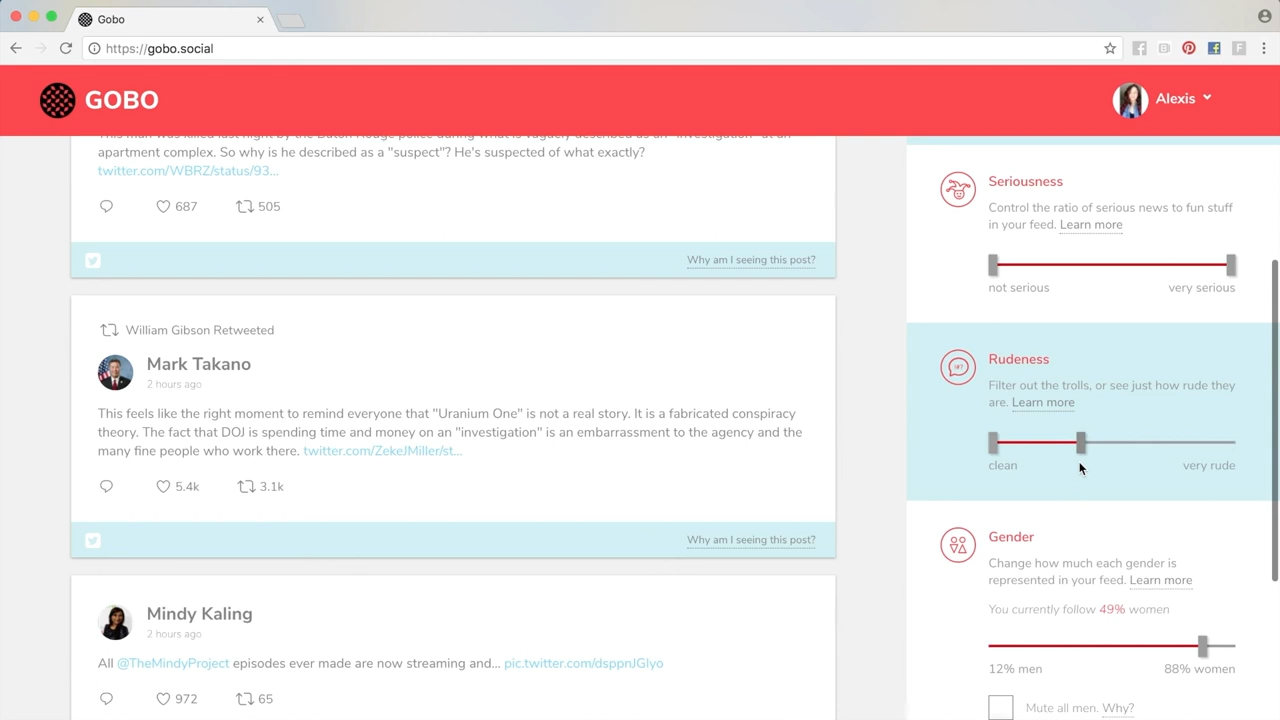 Gobo
https://gobo.social
GOBO
Alexis
This man was killed last night by the Baton Rouge police during what is vaguely described as an "investigation" at an
apartment complex. So why is he described as a "suspect"? He's suspected of what exactly?
twitter.com/WBRZ/status/93...
687
505
Why am I seeing this post?
William Gibson Retweeted
Mark Takano
2 hours ago
This feels like the right moment to remind everyone that "Uranium One" is not a real story. It is a fabricated conspiracy
theory. The fact that DOJ is spending time and money on an "investigation" is an embarrassment to the agency and the
many fine people who work there. twitter.com/ZekeJMiller/st...
5.4k
3.1k
Why am I seeing this post?
Mindy Kaling
2 hours ago
All @TheMindyProject episodes ever made are now streaming and... pic.twitter.com/dsppnJGlyo
972
65
Seriousness
Control the ratio of serious news to fun stuff
in your feed. Learn more
not serious
very serious
Rudeness
Filter out the trolls, or see just how rude they
are. Learn more
clean
very rude
Gender
Change how much each gender is
represented in your feed. Learn more
You currently follow 49% women
12% men
88% women
Mute all men. Why?